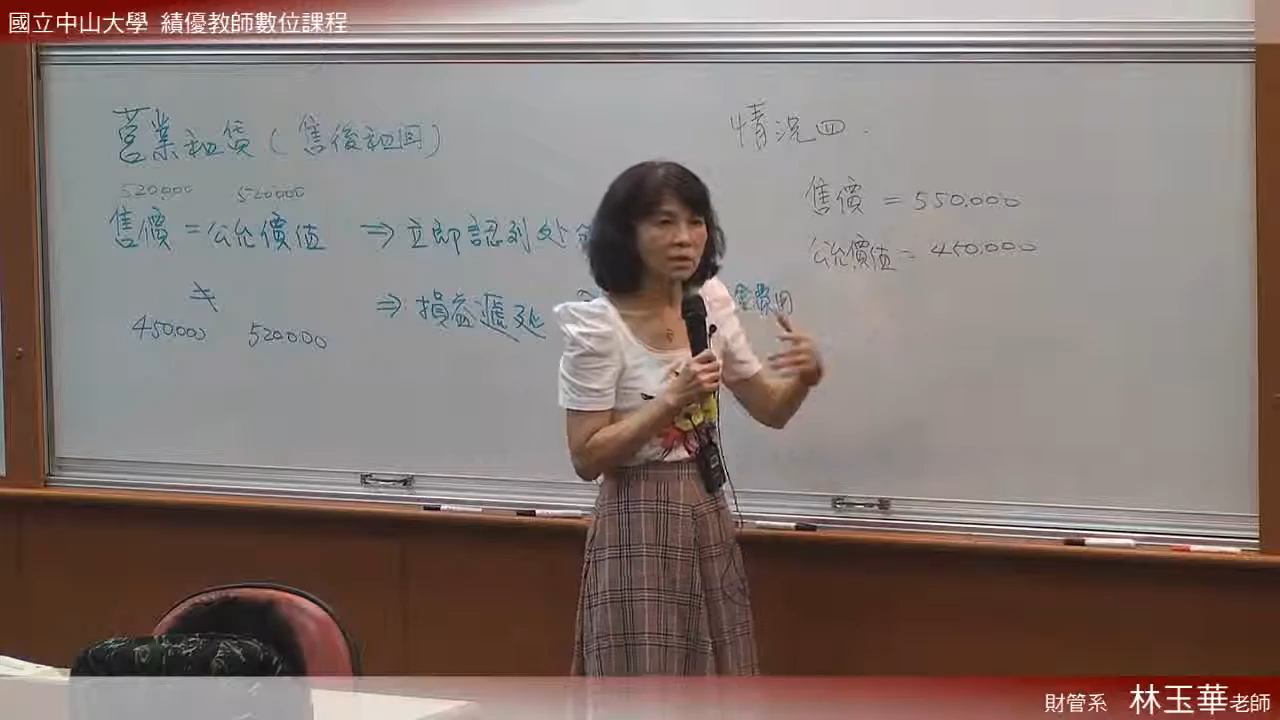 國立中山大學 績優教師數位課程
營業租賃(售後租回)
520,000 520,000
售價=公允價值 ⇒ 立即認列处
≠ ⇒ 損益遞延
450,000 520,000
費用
情況四.
售價 = 550,000
公允價值 = 450,000
財管系 林玉華老師